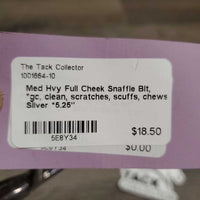 The Tack Collector
1001664-10
Med Hvy Full Cheek Snaffle Bit,
*gc, clean, scratches, scuffs, chews
Silver *5.25"
5E8Y34
$18.50
$0.00